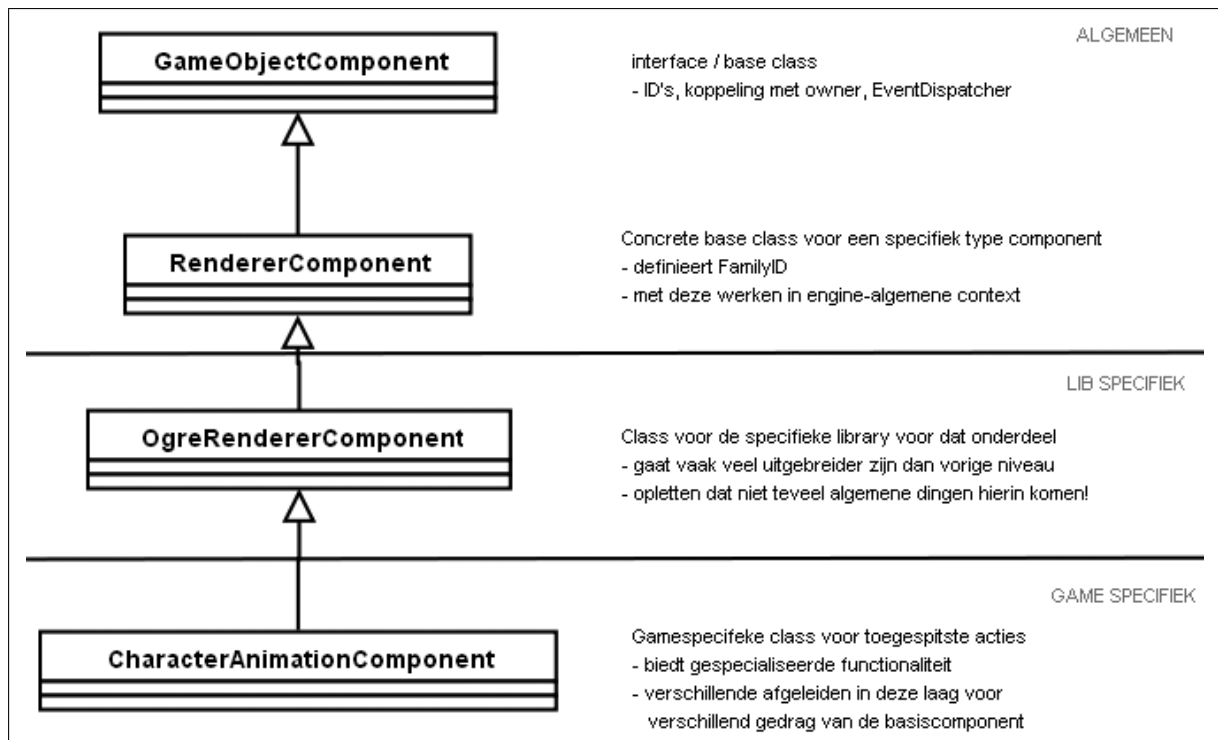 ALGEMEEN
GameObjectComponent
interface / base class
- ID's, koppeling met owner, EventDispatcher
RendererComponent
Concrete base class voor een specifiek type component
- definieert FamilyID
- met deze werken in engine-algemene context
LIB SPECIFIEK
OgreRendererComponent
Class voor de specifieke library voor dat onderdeel
- gaat vaak veel uitgebreider zijn dan vorige niveau
- opletten dat niet teveel algemene dingen hierin komen!
GAME SPECIFIEK
CharacterAnimationComponent
Gamespecifeke class voor toegespitste acties
- biedt gespecialiseerde functionaliteit
- verschillende afgeleiden in deze laag voor
verschillend gedrag van de basiscomponent